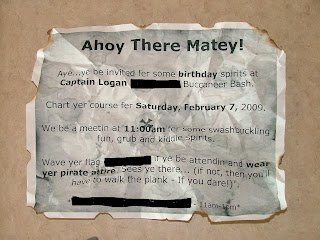 Ahoy There Matey!
Aye...ye be invited for some birthday spirits at
Captain Logan Buccaneer Bash.
Chart yer course for Saturday, February 7, 2009.
We be a meetin at 11:00am for some swashbuckling
fun, grub and kiddie spirits.
Wave yer flag if ye be attendin and wear
yer pirate attire. "Sees ye there... (if not, then you'll
have to walk the plank - If you dare!)".
* - 11am-1pm*